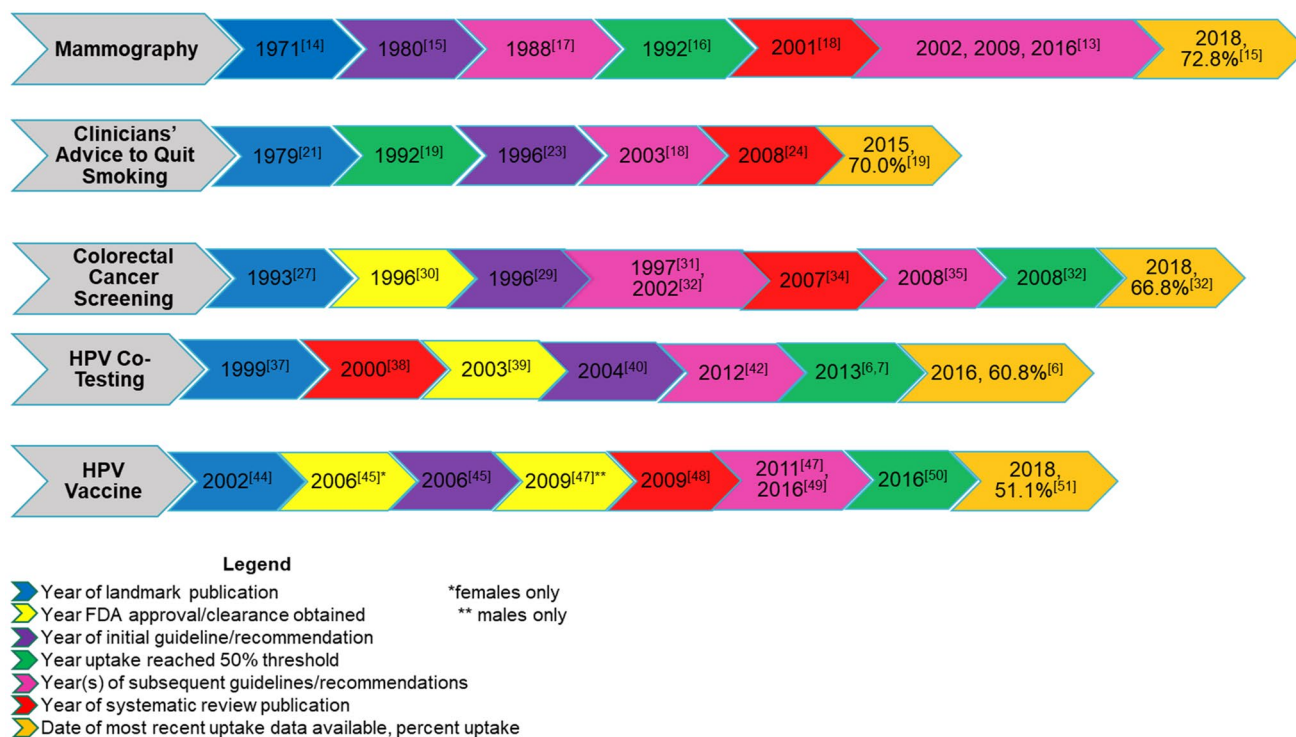 Mammography
1971[14]
1980[15]
1988[17]
1992[16]
2001[18]
2002, 2009, 2016[13]
2018,
72.8%[15]
Clinicians’
Advice to Quit
Smoking
1979[21]
1992[19]
1996[23]
2003[18]
2008[24]
2015,
70.0%[19]
Colorectal
Cancer
Screening
1993[27]
1996[30]
1996[29]
1997[31],
2002[32]
2007[34]
2008[35]
2008[32]
2018,
66.8%[32]
HPV Co-
Testing
1999[37]
2000[38]
2003[39]
2004[40]
2012[42]
2013[6,7]
2016, 60.8%[6]
HPV
Vaccine
2002[44]
2006[45]*
2006[45]
2009[47]**
2009[48]
2011[47],
2016[49]
2016[50]
2018,
51.1%[51]
Legend
Year of landmark publication
*females only
Year FDA approval/clearance obtained
** males only
Year of initial guideline/recommendation
Year uptake reached 50% threshold
Year(s) of subsequent guidelines/recommendations
Year of systematic review publication
Date of most recent uptake data available, percent uptake